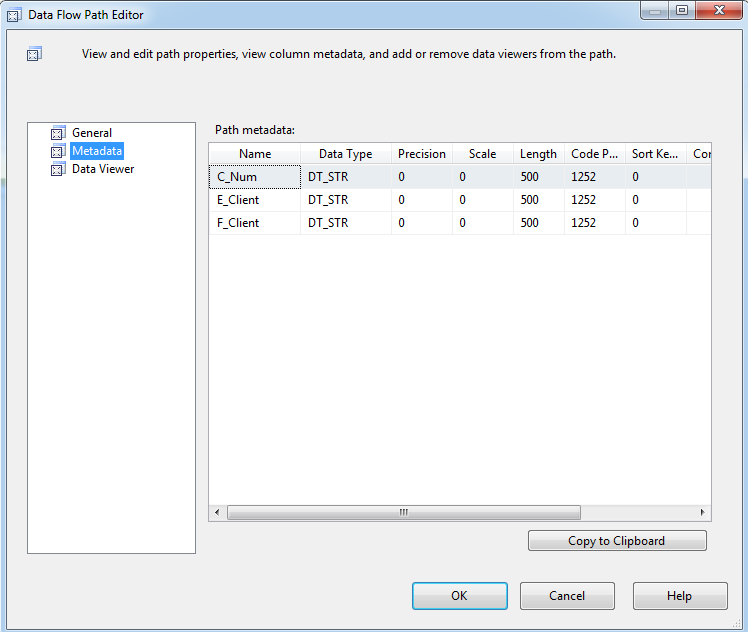 Data Flow Path Editor
View and edit path properties, view column metadata, and add or remove data viewers from the path.
General
Metadata
Data Viewer
Path metadata:
Name Data Type Precision Scale Length Code P... Sort Ke... Cor
C_Num DT_STR 0 0 500 1252 0
E_Client DT_STR 0 0 500 1252 0
F_Client DT_STR 0 0 500 1252 0
Copy to Clipboard
OK Cancel Help